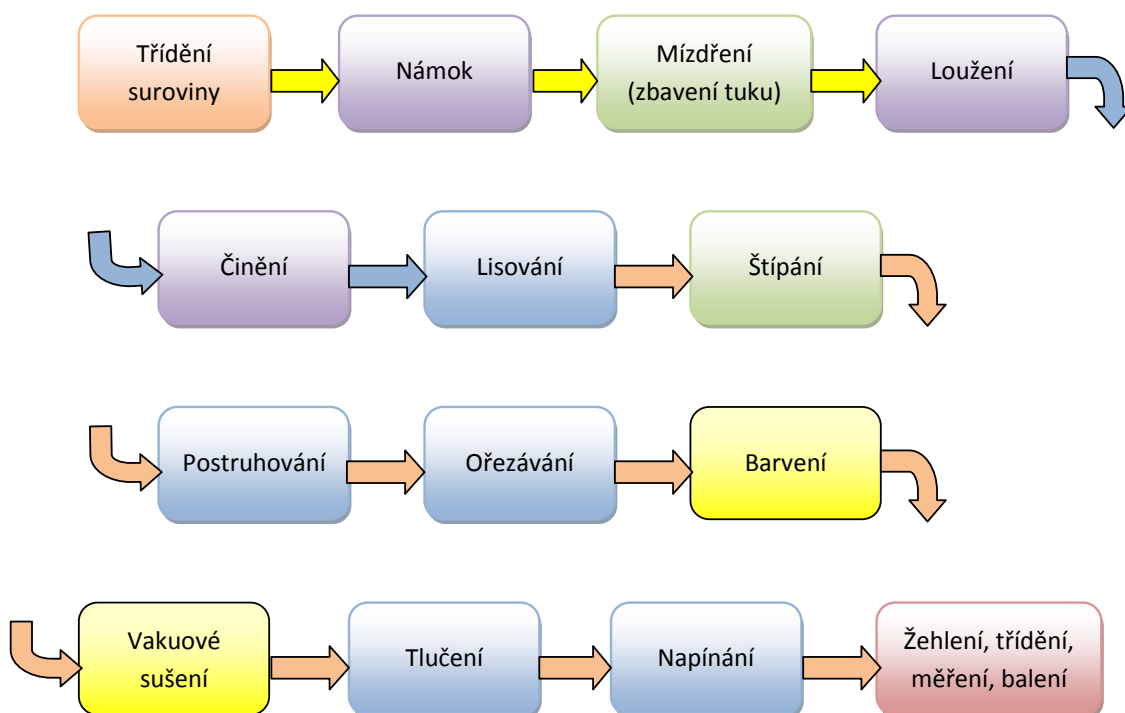 Třídění
suroviny
Námok
Mízdření
(zbavení tuku)
Loužení
Činění
Lisování
Štípání
Postruhování
Ořezávání
Barvení
Vakuové
sušení
Tlučení
Napínání
Žehlení, třídění,
měření, balení